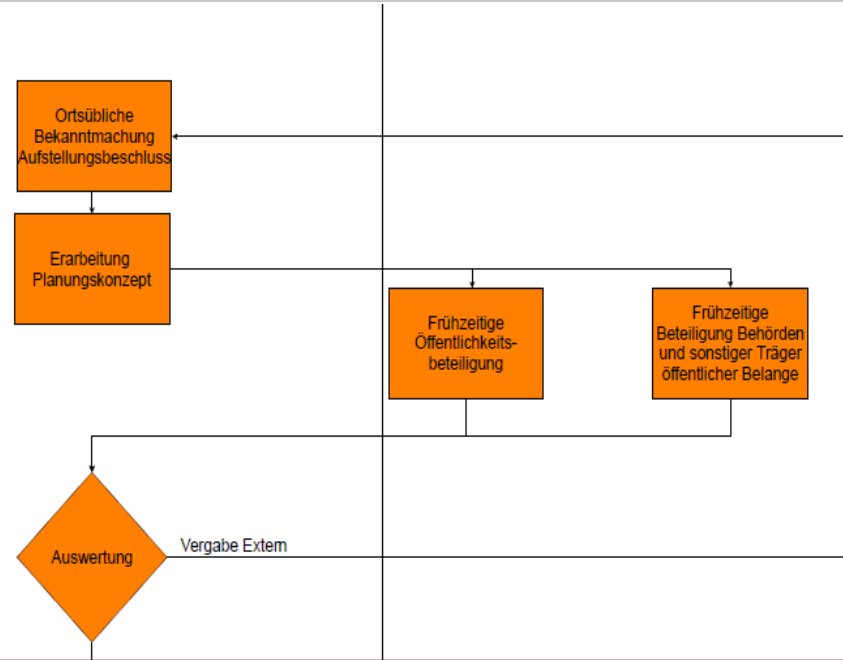 Ortsübliche
Bekanntmachung
Aufstellungsbeschluss
Erarbeitung
Planungskonzept
Frühzeitige
Öffentlichkeits-
beteiligung
Frühzeitige
Beteiligung Behörden
und sonstiger Träger
öffentlicher Belange
Auswertung
Vergabe Extern